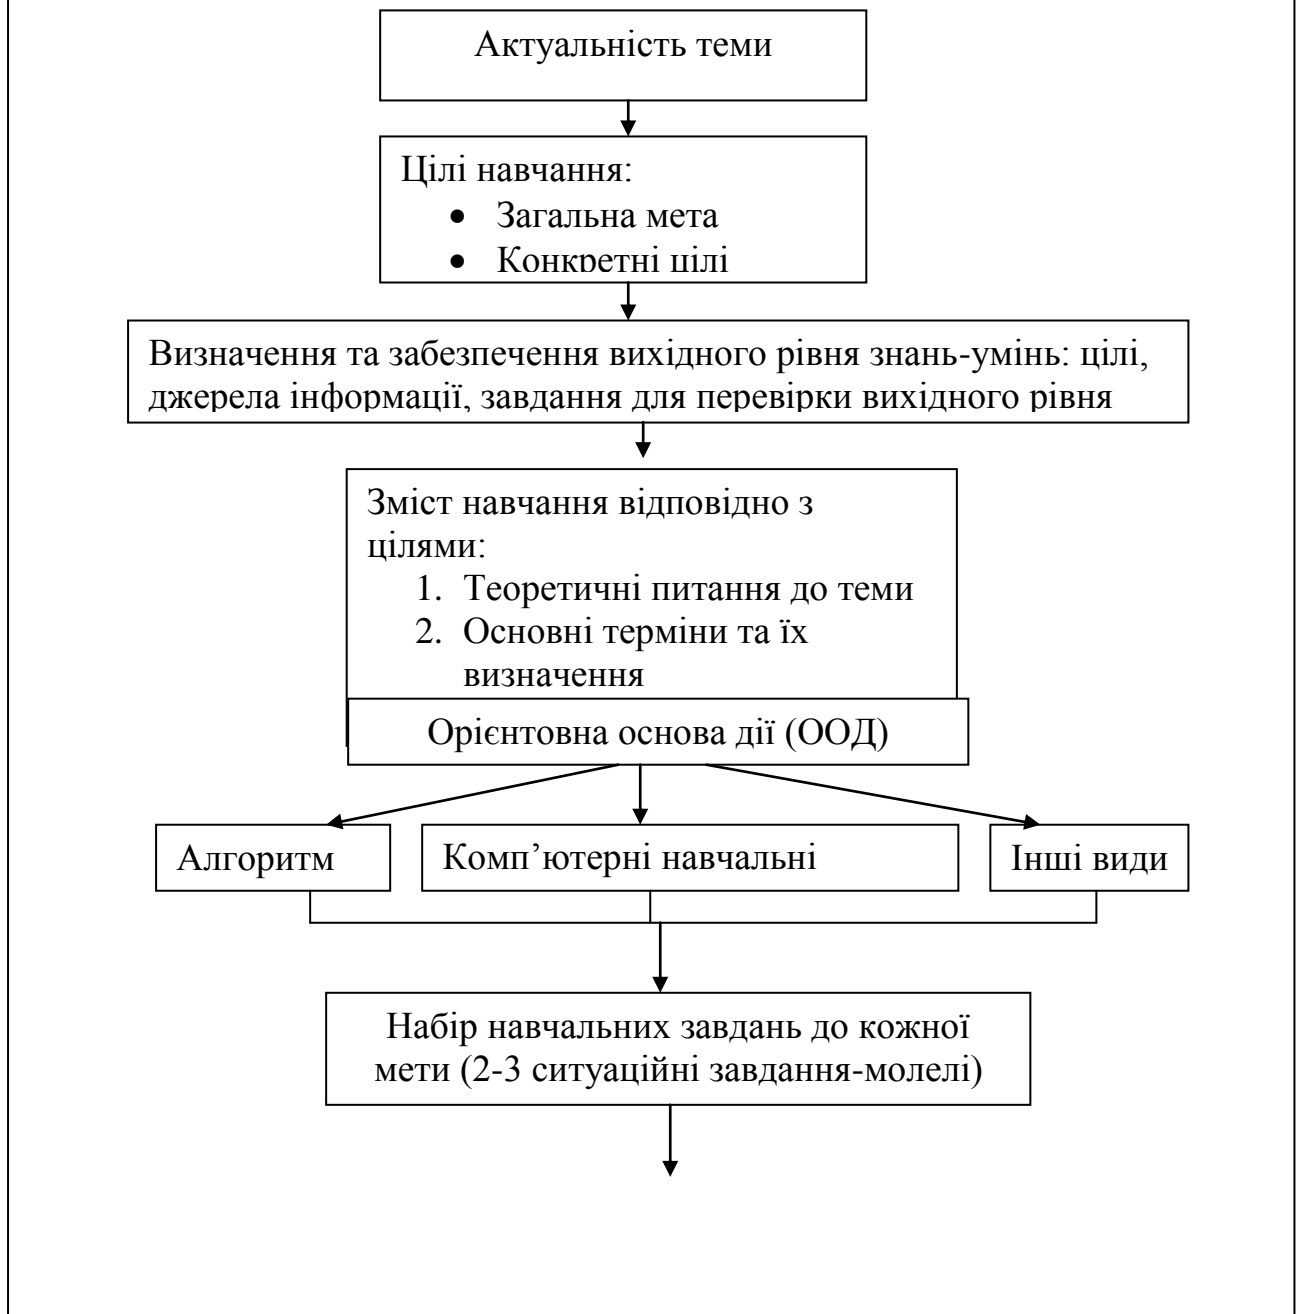 Актуальність теми
Цілі навчання:
• Загальна мета
• Конкретні цілі
Визначення та забезпечення вихідного рівня знань-умінь: цілі,
джерела інформації, завдання для перевірки вихідного рівня
Зміст навчання відповідно з
цілями:
1. Теоретичні питання до теми
2. Основні терміни та їх
визначення
Орієнтовна основа дії (ООД)
Алгоритм
Комп’ютерні навчальні
Інші види
Набір навчальних завдань до кожної
мети (2-3 ситуаційні завдання-молелі)